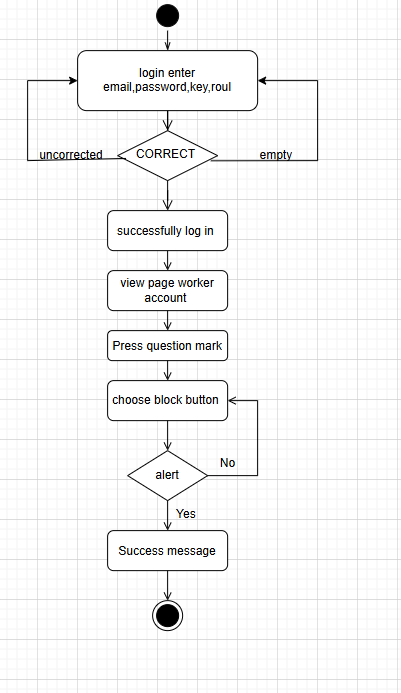 login enter
email,password,key,roul
uncorrected
CORRECT
empty
successfully log in
view page worker
account
Press question mark
choose block button
alert
No
Yes
Success message